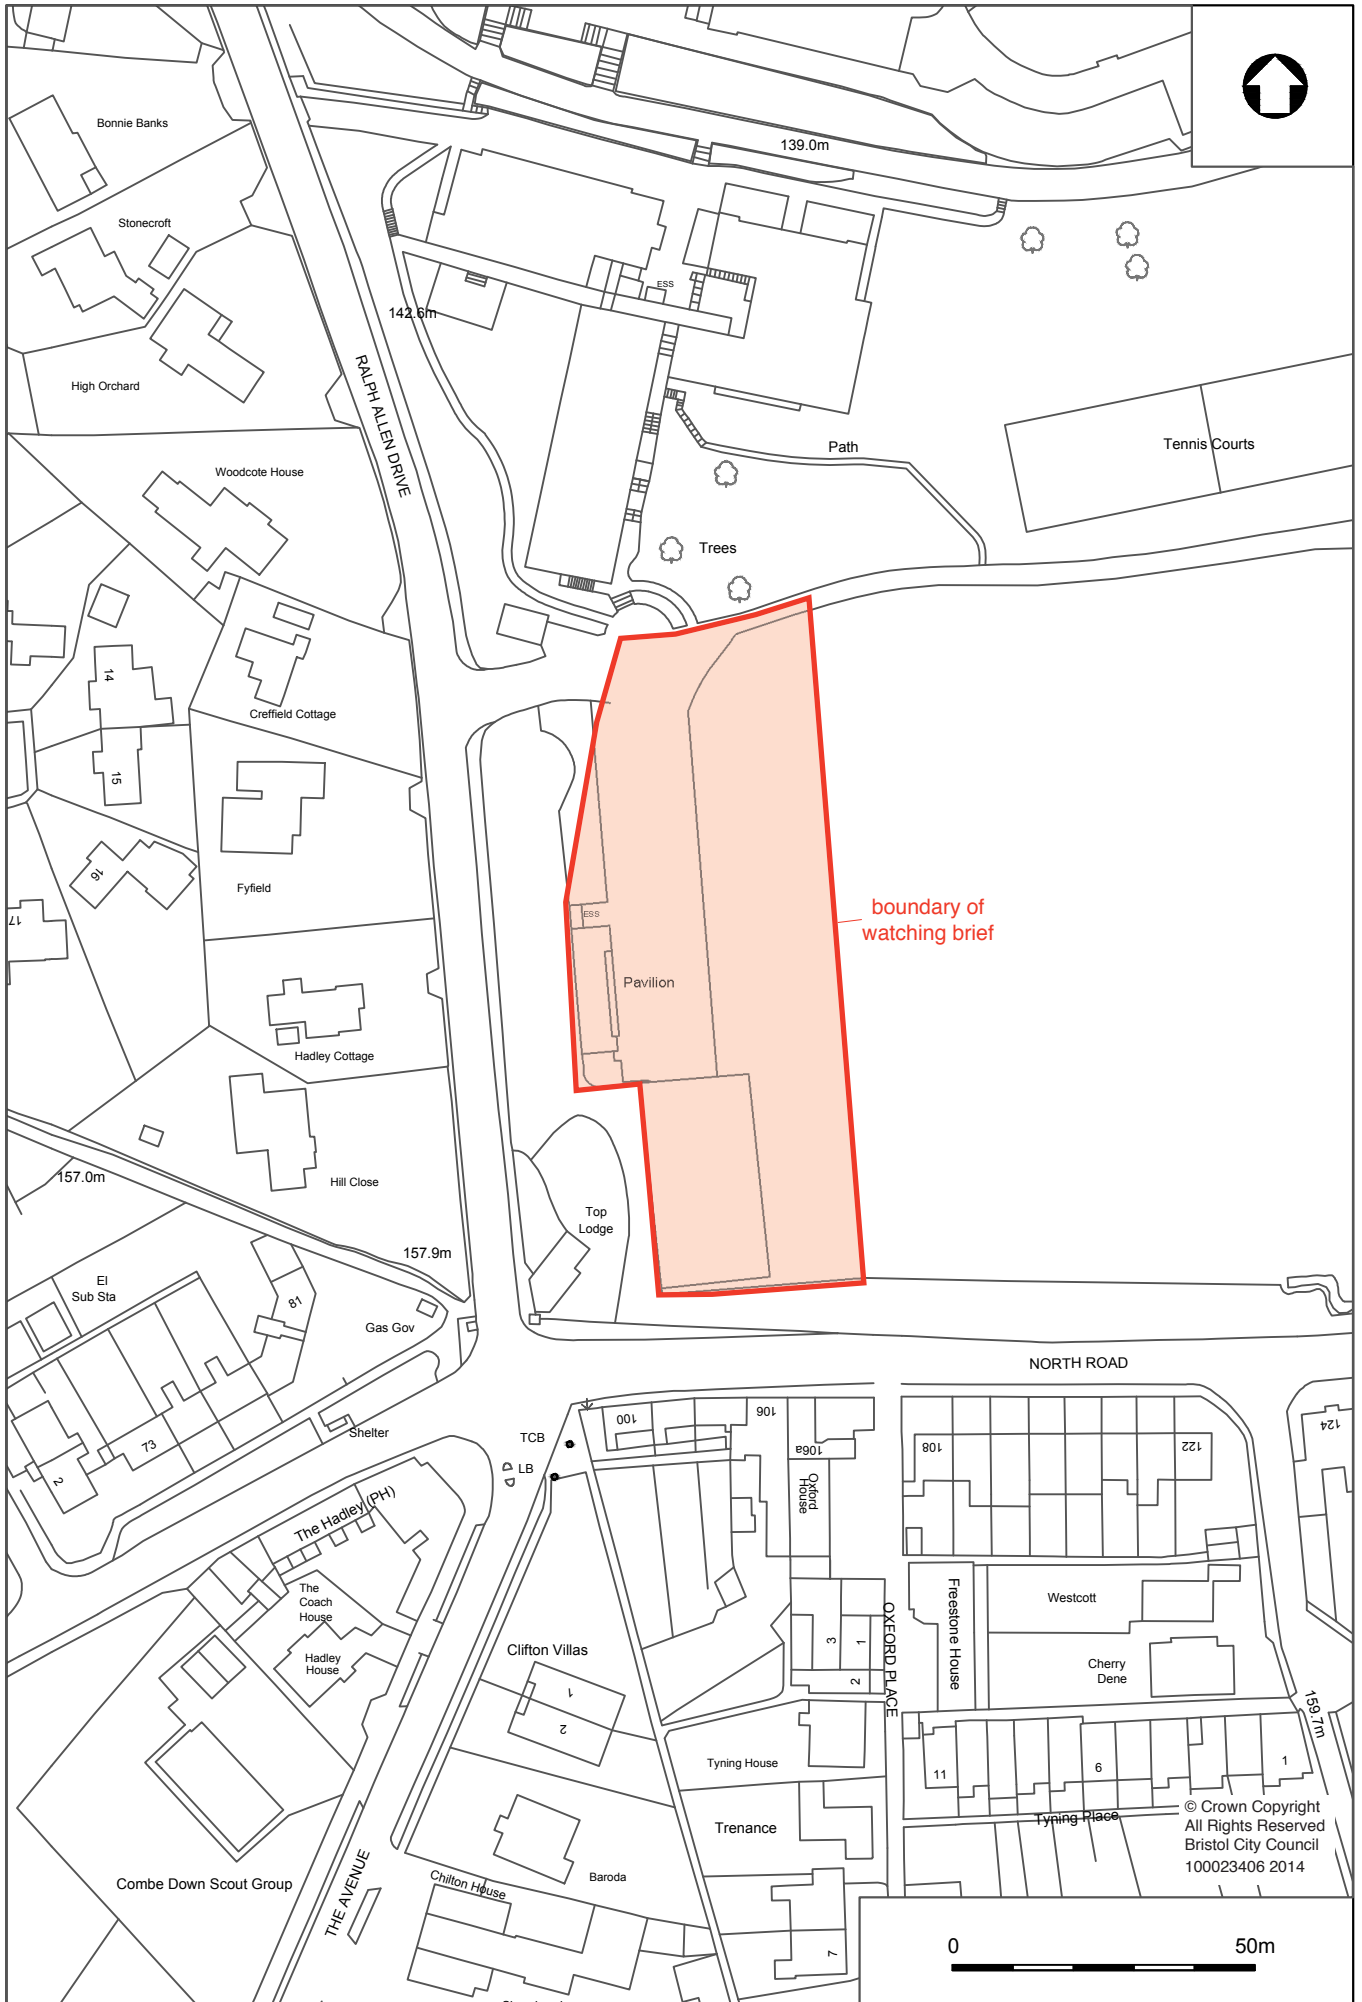 139.0m
Bonnie Banks
Stonecroft
ESS
142.6m
RALPH ALLEN DRIVE
High Orchard
Path
Tennis Courts
Woodcote House
Trees
14
Creffield Cottage
15
16
Fyfield
17
ESS
boundary of
watching brief
Pavilion
Hadley Cottage
157.0m
Hill Close
Top
Lodge
157.9m
El
Sub Sta
81
Gas Gov
NORTH ROAD
100
106
106a
108
122
124
TCB
LB
Shelter
73
2
Oxford
House
The Hadley (PH)
The
Coach
House
Hadley
House
Clifton Villas
1
2
3
1
2
OXFORD PLACE
Freestone House
Westcott
Cherry
Dene
159.7m
Tyning House
11
6
1
Tyning Place
Trenance
7
Combe Down Scout Group
THE AVENUE
Chilton House
Baroda
© Crown Copyright
All Rights Reserved
Bristol City Council
100023406 2014
0
50m